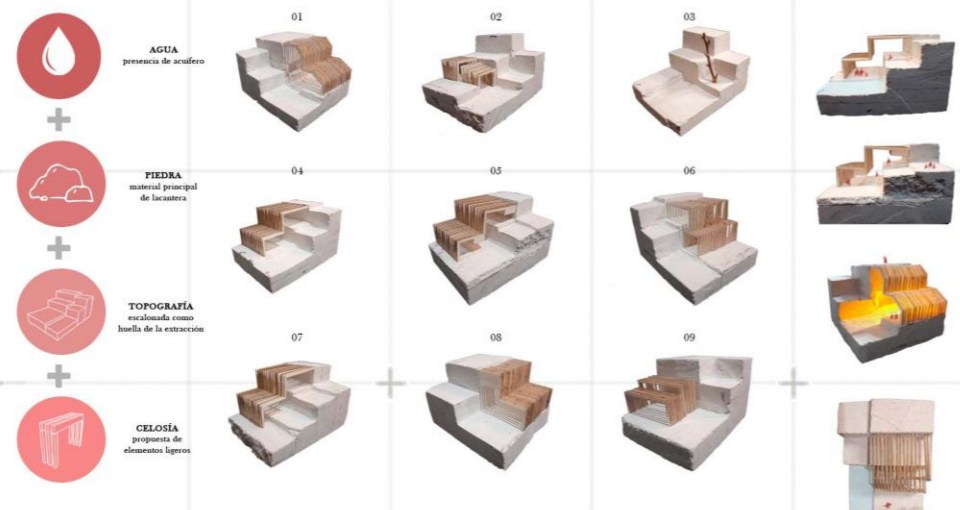 AGUA
presencia de acuífero
PIEDRA
material principal
de lacantera
TOPOGRAFÍA
escalonada como
huella de la extracción
CELOSÍA
propuesta de
elementos ligeros
01
02
03
04
05
06
07
08
09